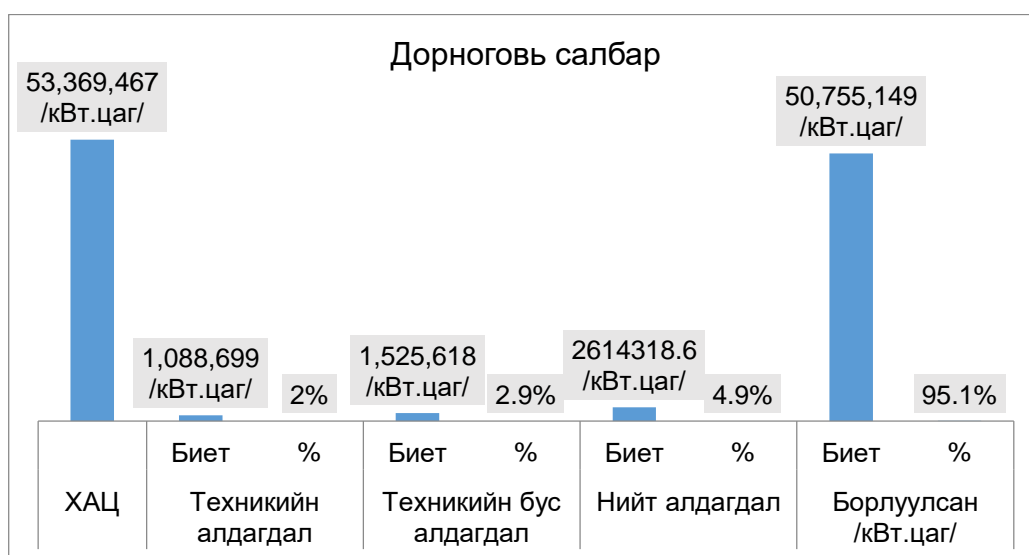 Дорноговь салбар
53,369,467
/кВт.цаг/
50,755,149
/кВт.цаг/
1,088,699
/кВт.цаг/
2%
1,525,618
/кВт.цаг/
2.9%
2614318.6
/кВт.цаг/
4.9%
95.1%
Биет % Биет % Биет % Биет %
ХАЦ
Техникийн
алдагдал
Техникийн бус
алдагдал
Нийт алдагдал
Борлуулсан
/кВт.цаг/